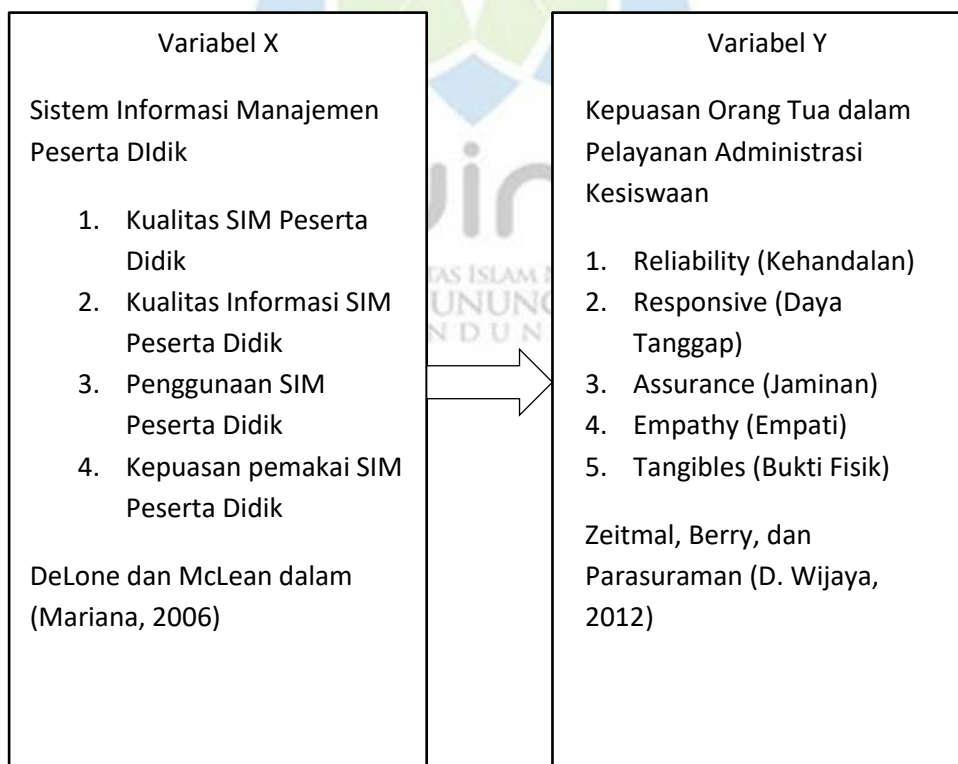 Variabel X
Sistem Informasi Manajemen
Peserta DIdik
1. Kualitas SIM Peserta
Didik
2. Kualitas Informasi SIM
Peserta Didik
3. Penggunaan SIM
Peserta Didik
4. Kepuasan pemakai SIM
Peserta Didik
DeLone dan McLean dalam
(Mariana, 2006)
Variabel Y
Kepuasan Orang Tua dalam
Pelayanan Administrasi
Kesiswaan
1. Reliability (Kehandalan)
2. Responsive (Daya
Tanggap)
3. Assurance (Jaminan)
4. Empathy (Empati)
5. Tangibles (Bukti Fisik)
Zeitmal, Berry, dan
Parasuraman (D. Wijaya,
2012)
ISLAM